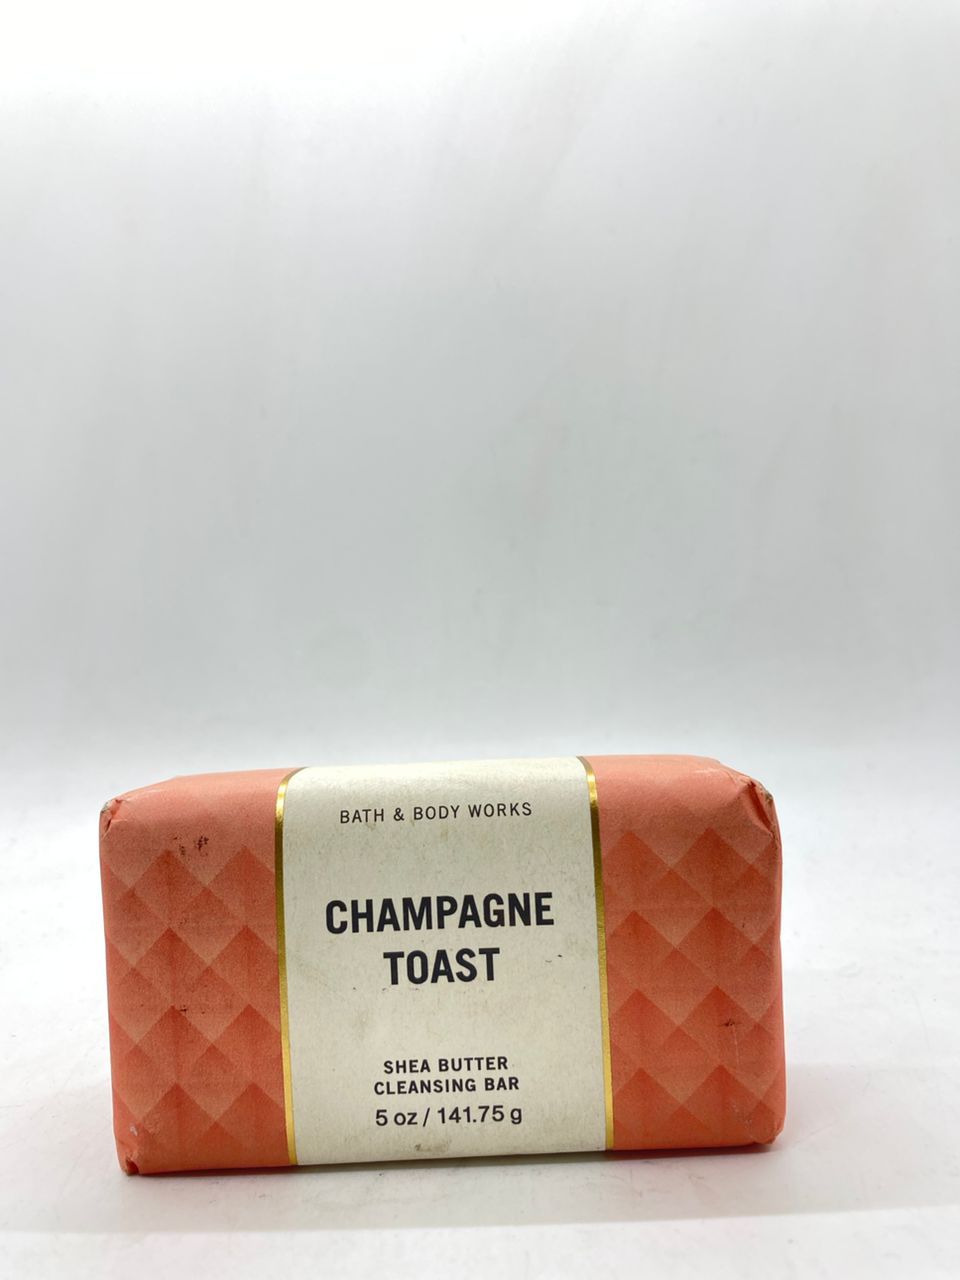 BATH & BODY WORKS
CHAMPAGNE
TOAST
SHEA BUTTER
CLEANSING BAR
5 oz / 141.75 g